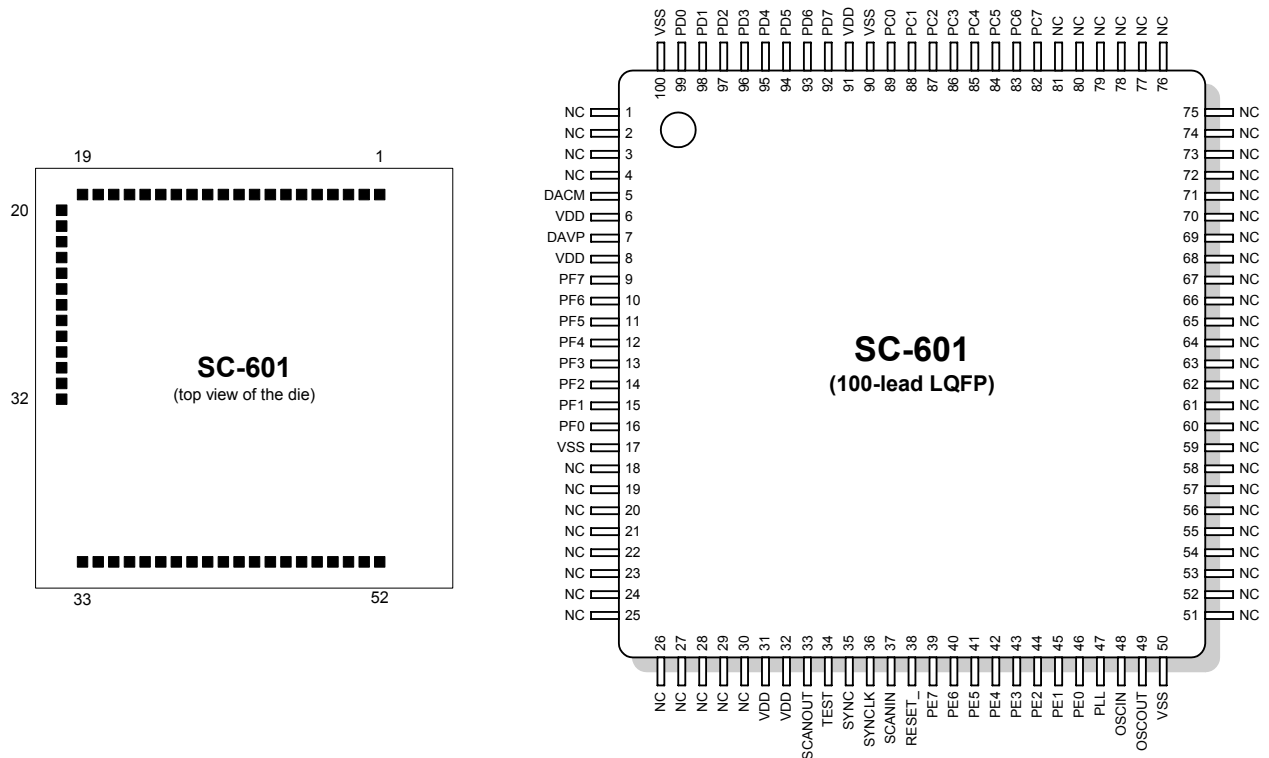 19 1
20
32
SC-601
(top view of the die)
33 52
VSS PD0 PD1 PD2 PD3 PD4 PD5 PD6 PD7 VDD VSS PC0 PC1 PC2 PC3 PC4 PC5 PC6 PC7 NC NC NC NC NC NC
100 99 98 97 96 95 94 93 92 91 90 89 88 87 86 85 84 83 82 81 80 79 78 77 76
NC 1 75 NC
NC 2 74 NC
NC 3 73 NC
NC 4 72 NC
DACM 5 71 NC
VDD 6 70 NC
DAVP 7 69 NC
VDD 8 68 NC
PF7 9 67 NC
PF6 10 66 NC
PF5 11 65 NC
PF4 12 64 NC
PF3 13 63 NC
PF2 14 62 NC
PF1 15 61 NC
PF0 16 60 NC
VSS 17 59 NC
NC 18 58 NC
NC 19 57 NC
NC 20 56 NC
NC 21 55 NC
NC 22 54 NC
NC 23 53 NC
NC 24 52 NC
NC 25 51 NC
SC-601
(100-lead LQFP)
26 27 28 29 30 31 32 33 34 35 36 37 38 39 40 41 42 43 44 45 46 47 48 49 50
NC NC NC NC NC VDD VDD SCANOUT TEST SYNC SYNCLK SCANIN RESET_ PE7 PE6 PE5 PE4 PE3 PE2 PE1 PE0 PLL OSCIN OSCOUT VSS